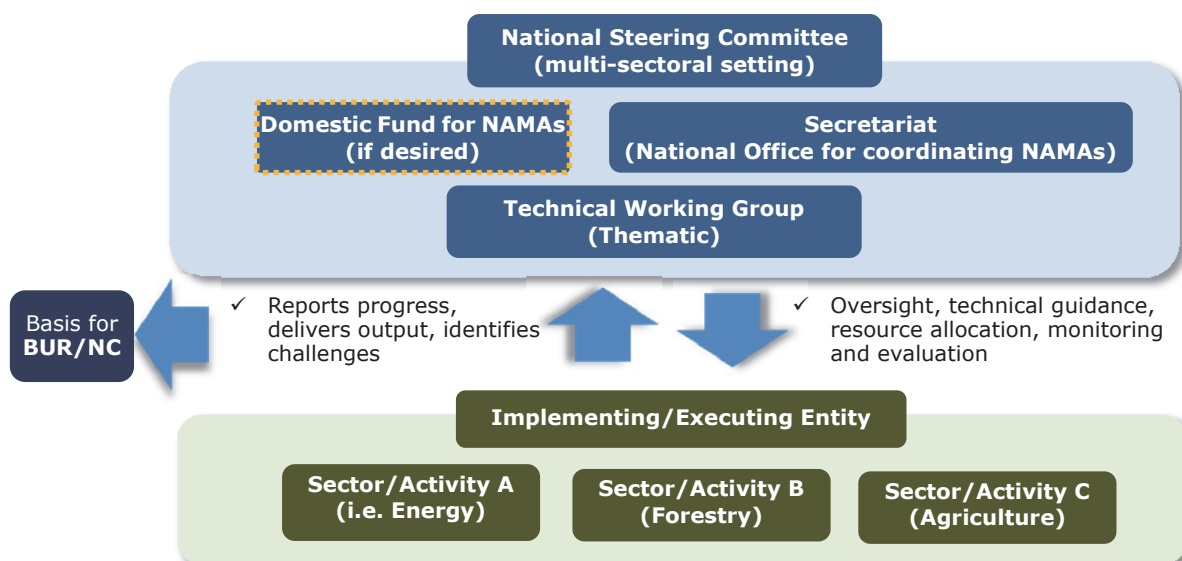 National Steering Committee
(multi-sectoral setting)
Domestic Fund for NAMAs
(if desired)
Secretariat
(National Office for coordinating NAMAs)
Technical Working Group
(Thematic)
Basis for
BUR/NC
✓ Reports progress,
delivers output, identifies
challenges
✓ Oversight, technical guidance,
resource allocation, monitoring
and evaluation
Implementing/Executing Entity
Sector/Activity A
(i.e. Energy)
Sector/Activity B
(Forestry)
Sector/Activity C
(Agriculture)